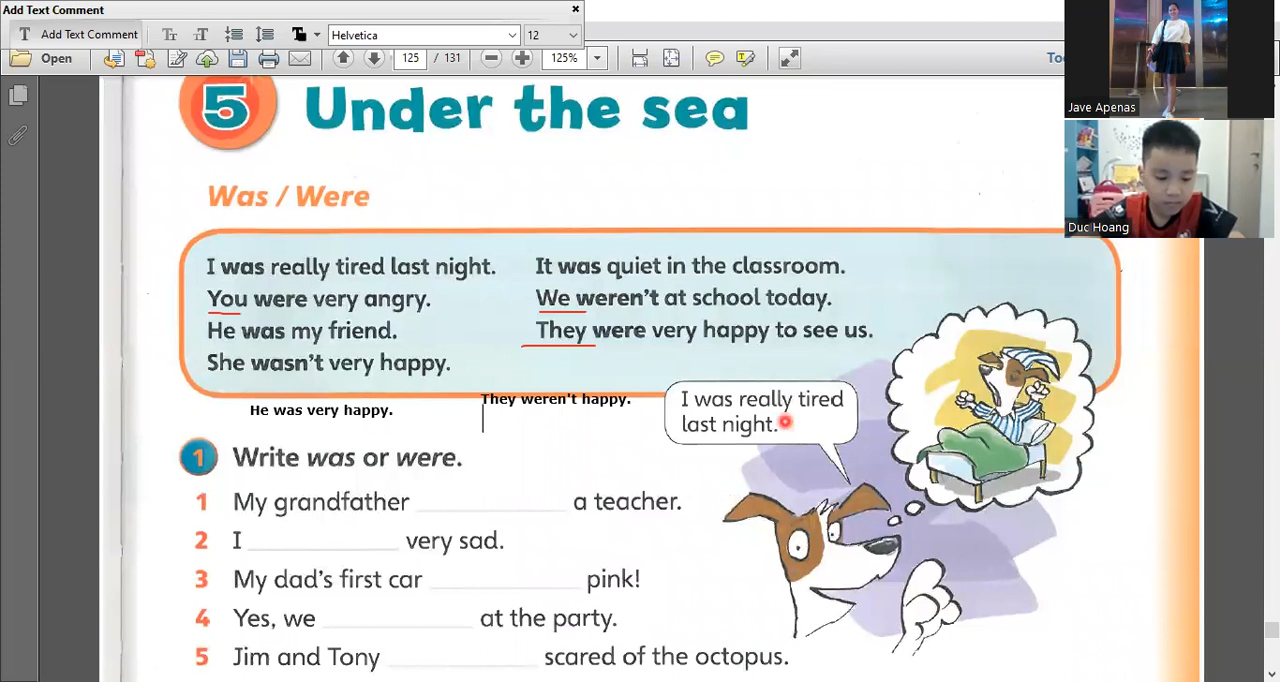 Add Text Comment
Add Text Comment
Helvetica
12
Open
125
/ 131
125%
Jave Apenas
Duc Hoang
5 Under the sea
Was / Were
I was really tired last night.
You were very angry.
He was my friend.
She wasn't very happy.
It was quiet in the classroom.
We weren't at school today.
They were very happy to see us.
He was very happy.
They weren't happy.
I was really tired
last night.
1 Write was or were.
1 My grandfather a teacher.
2 I very sad.
3 My dad's first car pink!
4 Yes, we at the party.
5 Jim and Tony scared of the octopus.